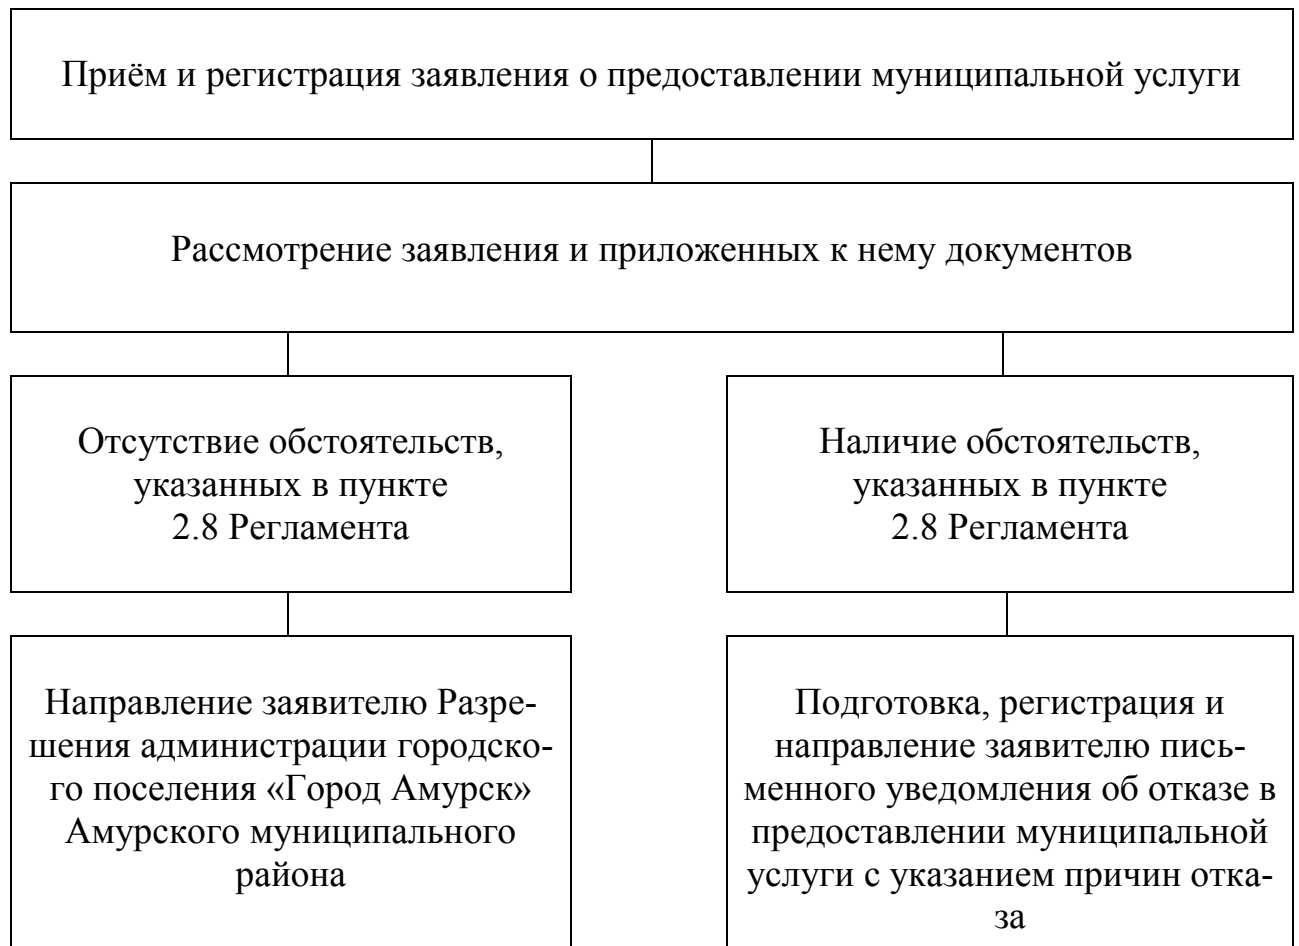 Приём и регистрация заявления о предоставлении муниципальной услуги
Рассмотрение заявления и приложенных к нему документов
Отсутствие обстоятельств,
указанных в пункте
2.8 Регламента
Наличие обстоятельств,
указанных в пункте
2.8 Регламента
Направление заявителю Разре-
шения администрации городско-
го поселения «Город Амурск»
Амурского муниципального
района
Подготовка, регистрация и
направление заявителю пись-
менного уведомления об отказе в
предоставлении муниципальной
услуги с указанием причин отка-
за